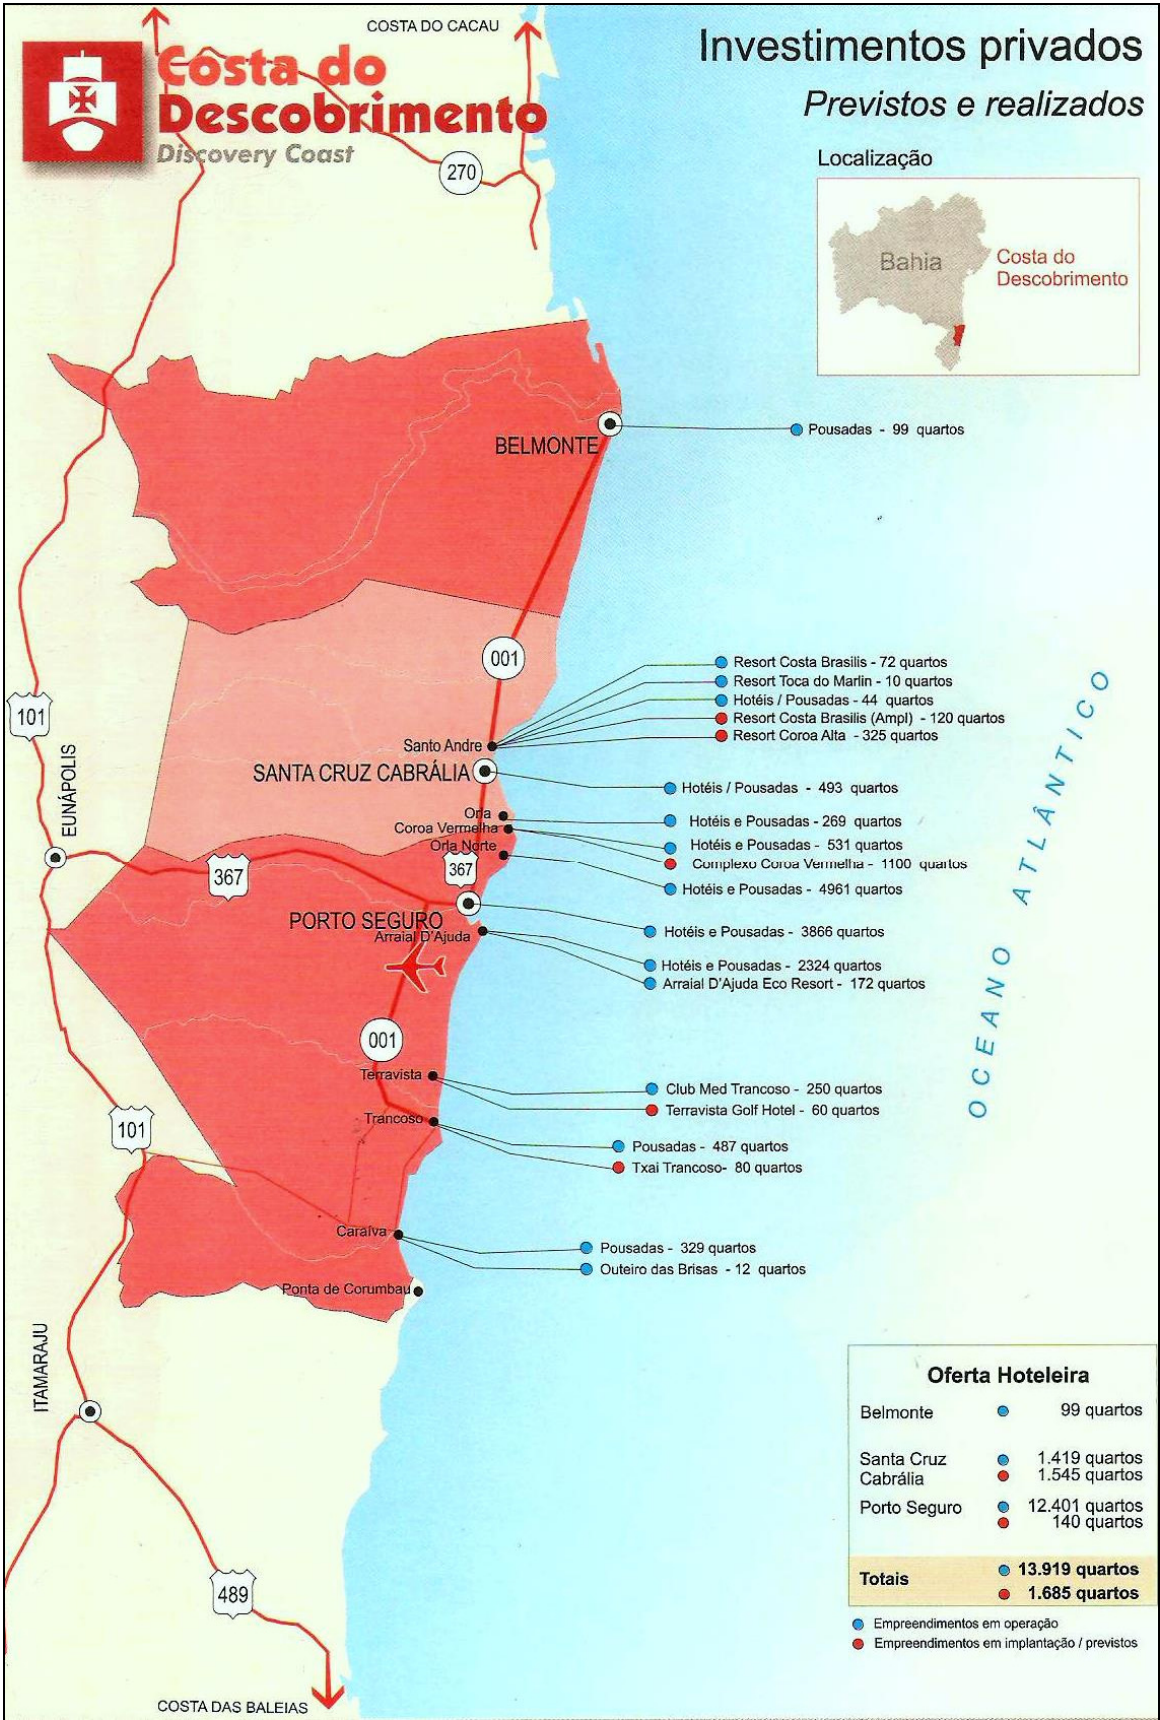 COSTA DO CACAU
Costa do
Descobrimento
Discovery Coast
Investimentos privados
Previstos e realizados
Localização
Bahia
Costa do
Descobrimento
270
BELMONTE
Pousadas - 99 quartos
001
101
EUNÁPOLIS
Resort Costa Brasilis - 72 quartos
Resort Toca do Marlin - 10 quartos
Hotéis / Pousadas - 44 quartos
Resort Costa Brasilis (Ampl) - 120 quartos
Resort Coroa Alta - 325 quartos
Santo Andre
SANTA CRUZ CABRÁLIA
Hotéis / Pousadas - 493 quartos
Orla
Hotéis e Pousadas - 269 quartos
Coroa Vermelha
Hotéis e Pousadas - 531 quartos
Complexo Coroa Vermelha - 1100 quartos
Orla Norte
Hotéis e Pousadas - 4961 quartos
367
367
PORTO SEGURO
Hotéis e Pousadas - 3866 quartos
Arraial D'Ajuda
Hotéis e Pousadas - 2324 quartos
Arraial D'Ajuda Eco Resort - 172 quartos
OCEANO ATLÂNTICO
001
Terravista
Club Med Trancoso - 250 quartos
Terravista Golf Hotel - 60 quartos
Trancoso
Pousadas - 487 quartos
Txai Trancoso- 80 quartos
101
Caraíva
Pousadas - 329 quartos
Outeiro das Brisas - 12 quartos
Ponta de Corumbau
ITAMARAJU
489
COSTA DAS BALEIAS
Oferta Hoteleira
Belmonte 99 quartos
Santa Cruz 1.419 quartos
Cabrália 1.545 quartos
Porto Seguro 12.401 quartos
140 quartos
Totais 13.919 quartos
1.685 quartos
Empreendimentos em operação
Empreendimentos em implantação / previstos